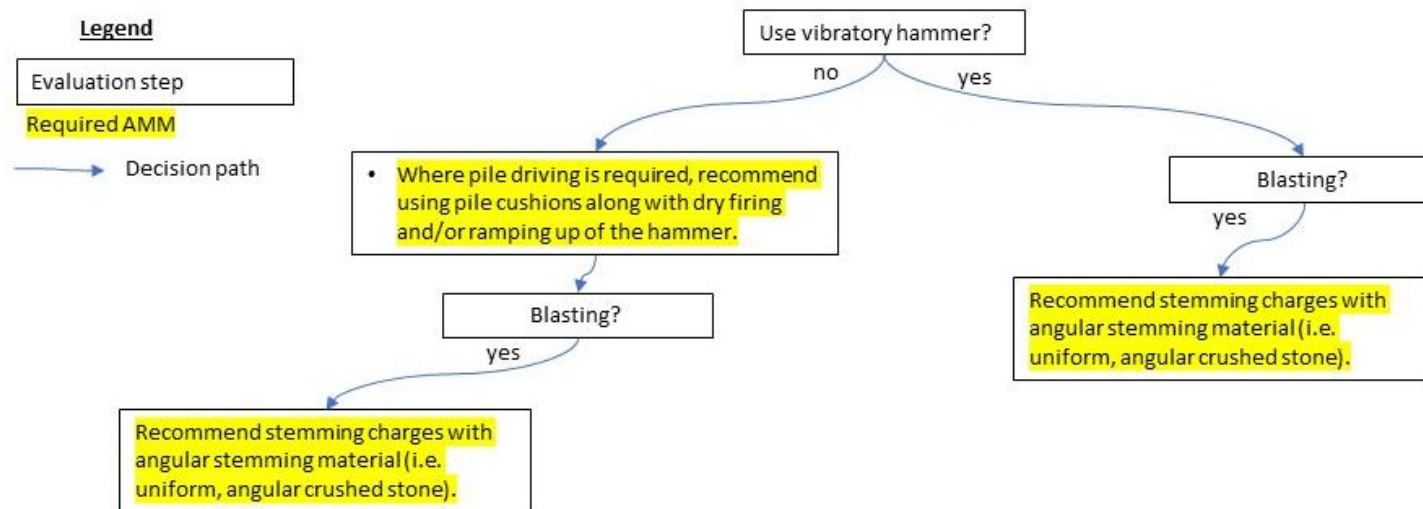 Legend
Evaluation step
Required AMM
Decision path
Use vibratory hammer?
no
yes
• Where pile driving is required, recommend
using pile cushions along with dry firing
and/or ramping up of the hammer.
Blasting?
yes
Recommend stemming charges with
angular stemming material (i.e.
uniform, angular crushed stone).
Blasting?
yes
Recommend stemming charges with
angular stemming material (i.e.
uniform, angular crushed stone).